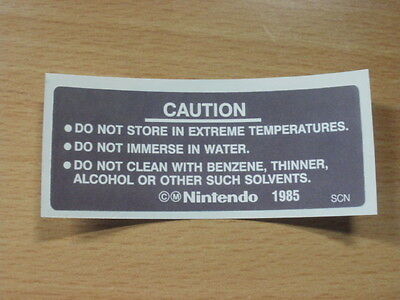 CAUTION
● DO NOT STORE IN EXTREME TEMPERATURES.
● DO NOT IMMERSE IN WATER.
● DO NOT CLEAN WITH BENZENE, THINNER,
ALCOHOL OR OTHER SUCH SOLVENTS.
©Ⓜ Nintendo 1985 SCN